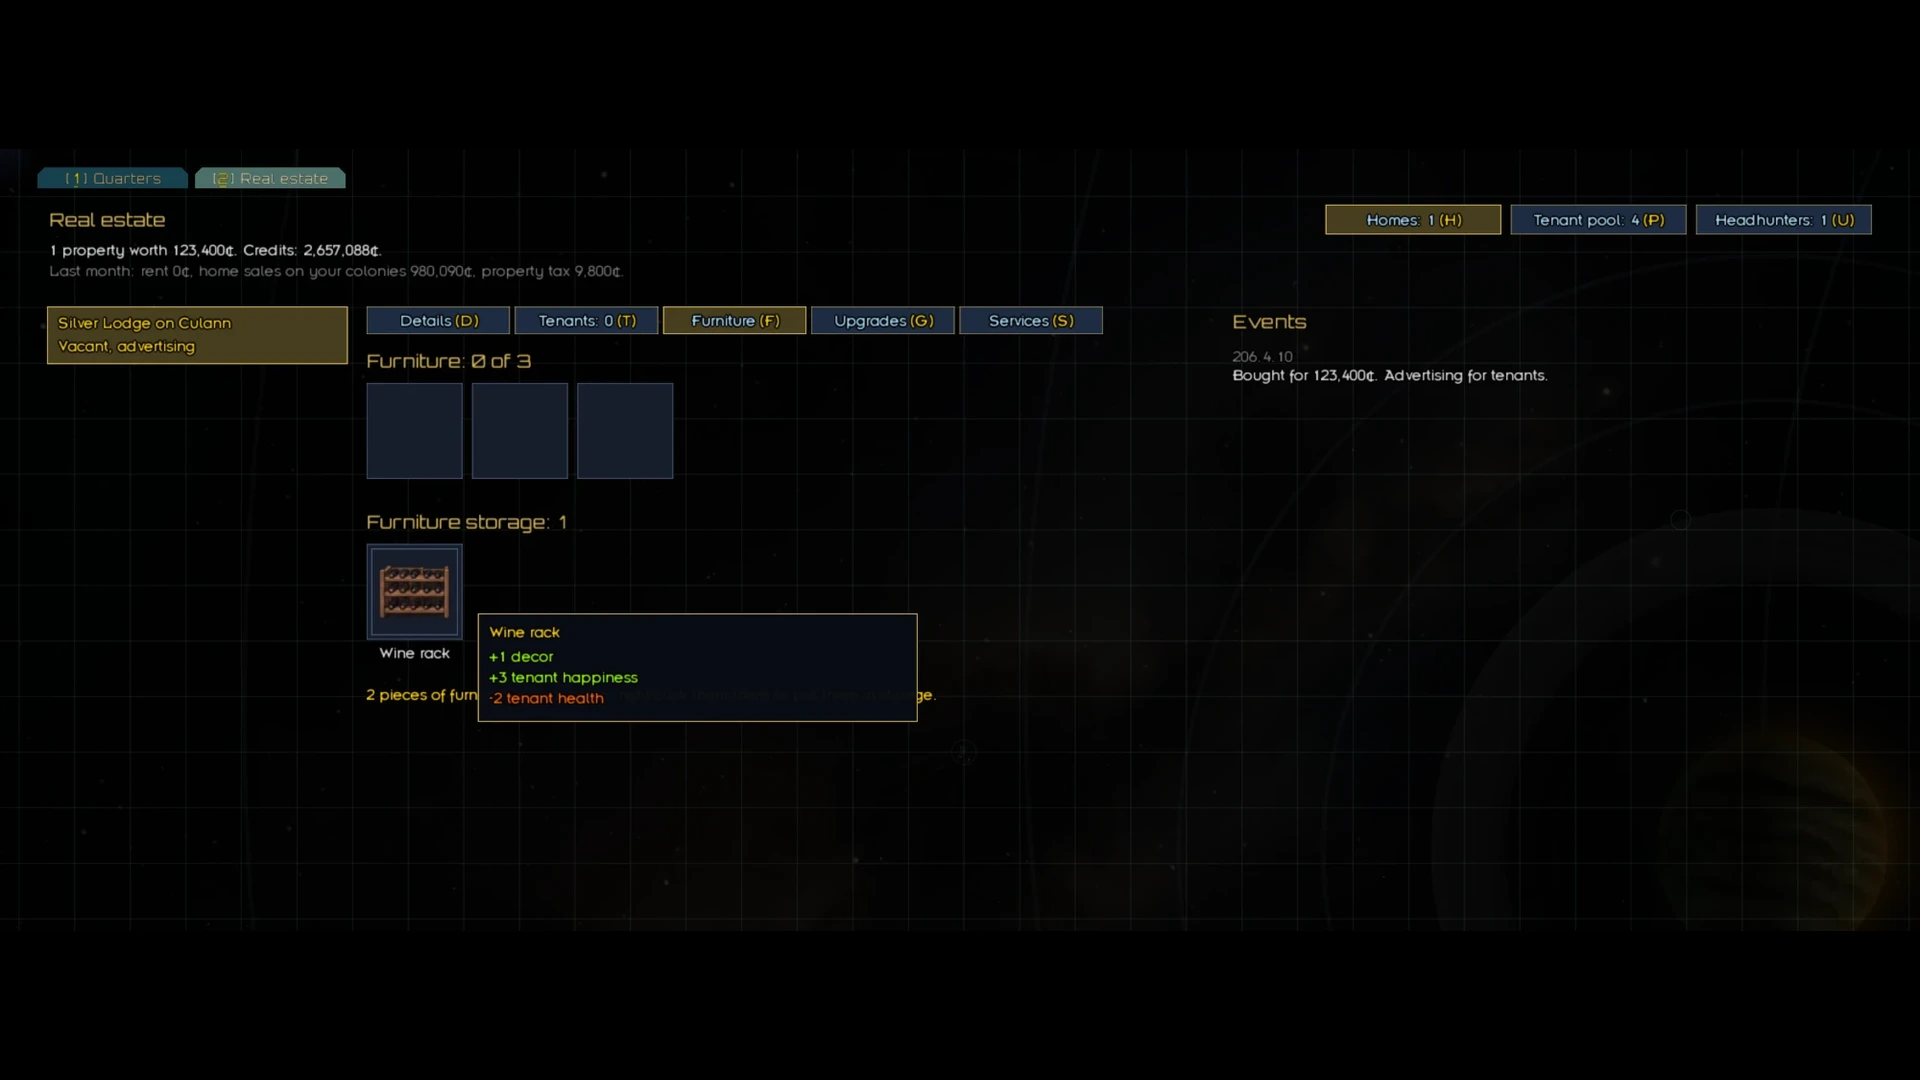 [1] Quarters [2] Real estate
Real estate
Homes: 1 (H) Tenant pool: 4 (P) Headhunters: 1 (U)
1 property worth 123,400¢. Credits: 2,657,088¢.
Last month: rent 0¢, home sales on your colonies 980,090¢, property tax 9,800¢.
Silver Lodge on Culann
Vacant, advertising
Details (D) Tenants: 0 (T) Furniture (F) Upgrades (G) Services (S)
Furniture: 0 of 3
Furniture storage: 1
Wine rack
Wine rack
+1 decor
+3 tenant happiness
-2 tenant health
2 pieces of furn
Events
206.4.10
Bought for 123,400¢. Advertising for tenants.